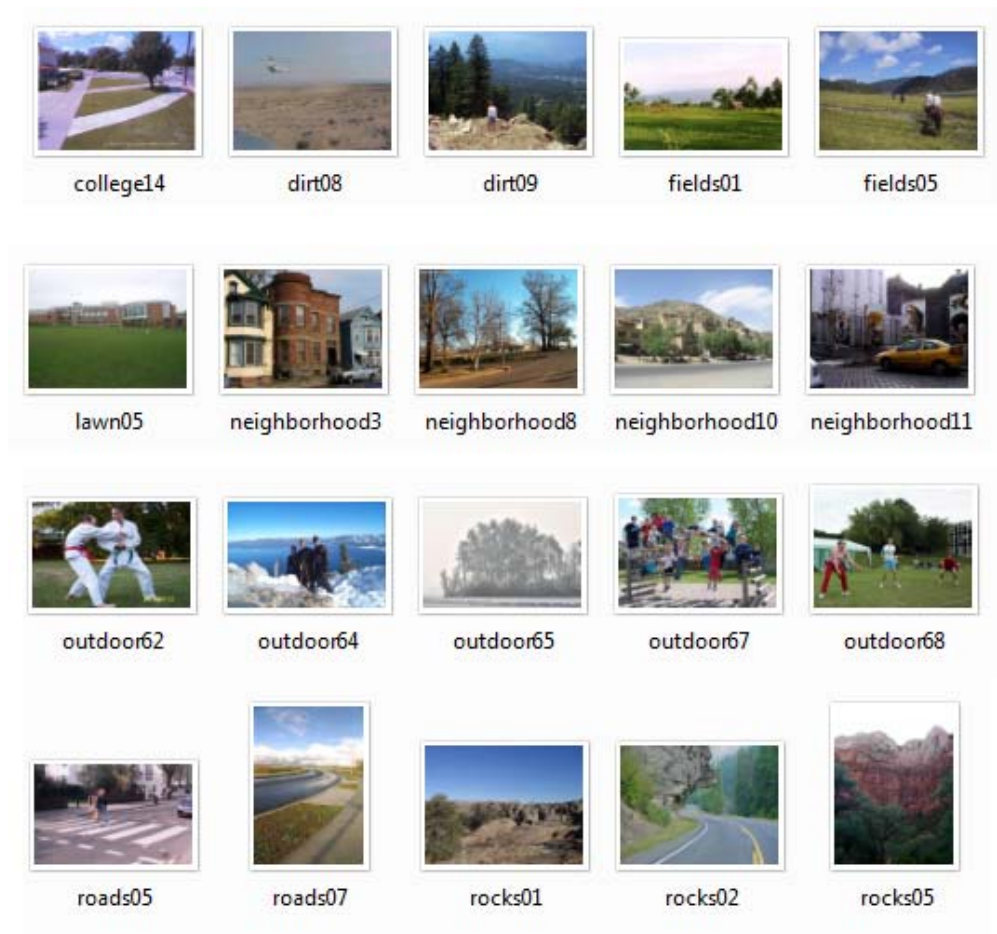 college14 dirt08 dirt09 fields01 fields05
lawn05 neighborhood3 neighborhood8 neighborhood10 neighborhood11
outdoor62 outdoor64 outdoor65 outdoor67 outdoor68
roads05 roads07 rocks01 rocks02 rocks05